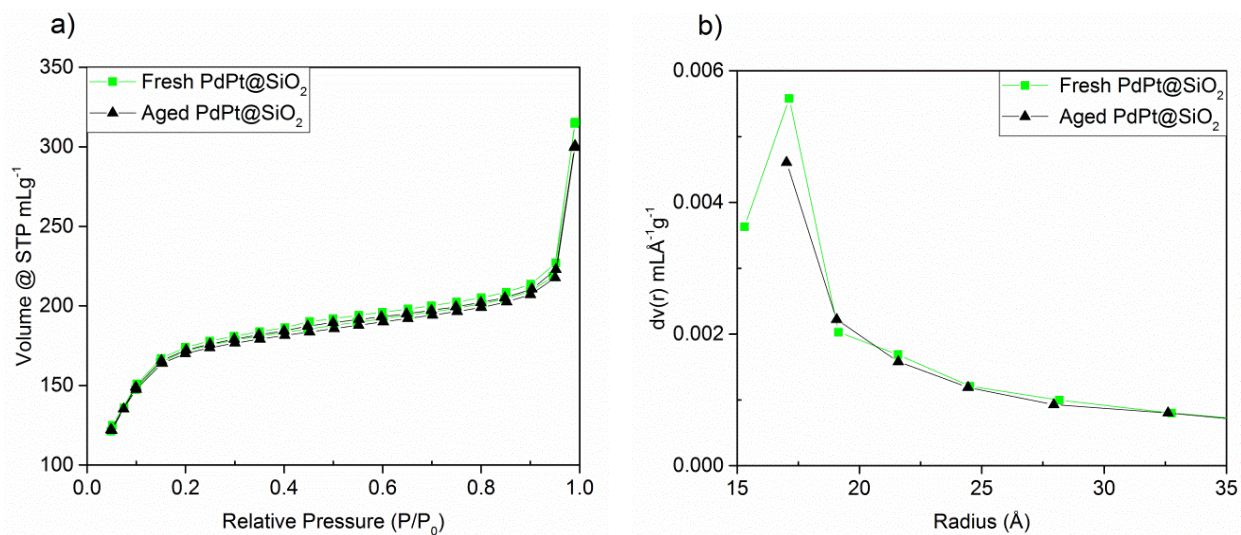 a)
350
300
250
200
150
100
0.0 0.2 0.4 0.6 0.8 1.0
Volume @ STP mLg⁻¹
Relative Pressure (P/P₀)
Fresh PdPt@SiO₂
Aged PdPt@SiO₂
b)
0.006
0.004
0.002
0.000
15 20 25 30 35
dv(r) mLÅ⁻¹g⁻¹
Radius (Å)
Fresh PdPt@SiO₂
Aged PdPt@SiO₂